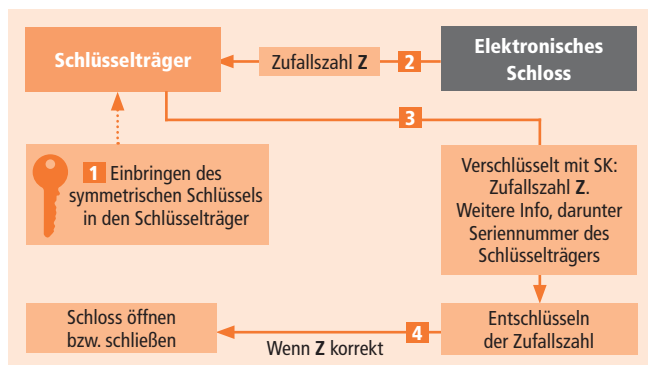 Schlüsselträger
Zufallszahl Z
2
Elektronisches
Schloss
3
1 Einbringen des
symmetrischen Schlüssels
in den Schlüsselträger
Verschlüsselt mit SK:
Zufallszahl Z.
Weitere Info, darunter
Seriennummer des
Schlüsselträgers
Schloss öffnen
bzw. schließen
4
Wenn Z korrekt
Entschlüsseln
der Zufallszahl